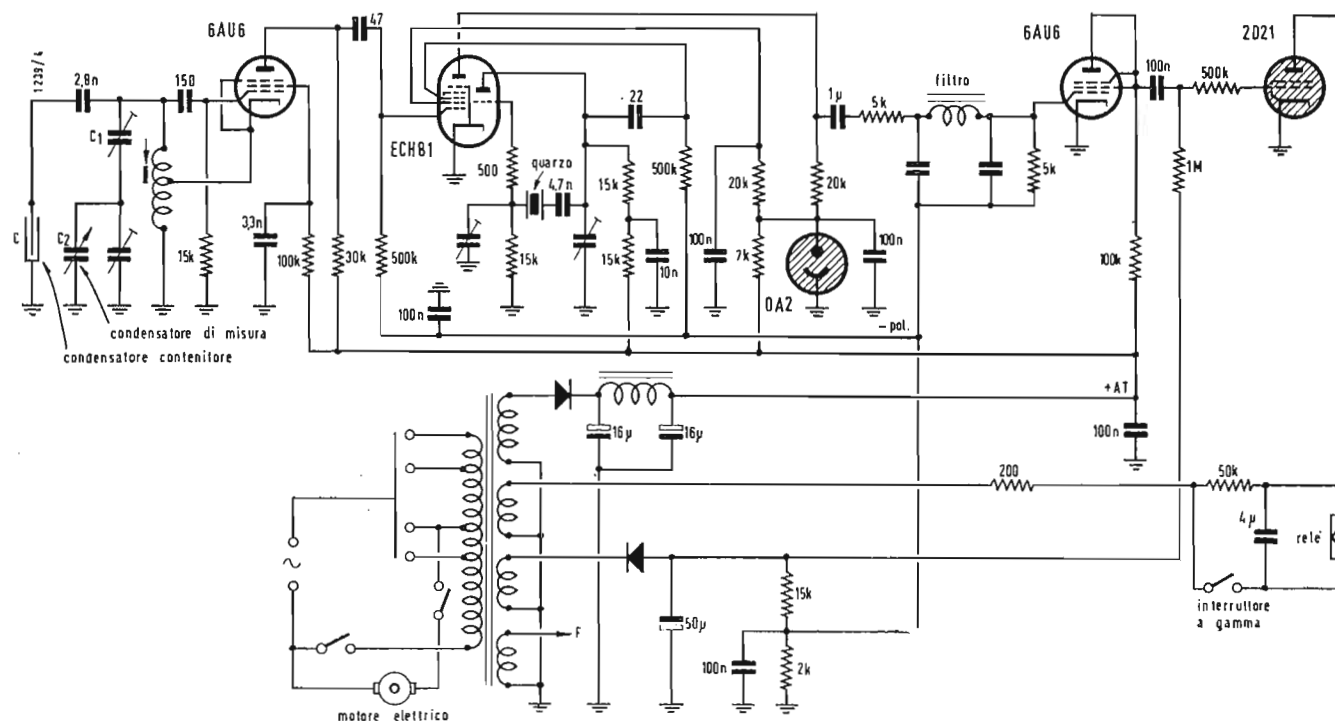 1239/4
2,8n
C1
150
6AU6
47
C
C2
15k
3,3n
100k
30k
500k
condensatore di misura
condensatore contenitore
100n
ECH81
500
quarzo
4,7n
15k
22
15k
15k
500k
10n
100n
20k
7k
20k
OA2
100n
1µ
5k
filtro
5k
- pol.
6AU6
100n
500k
2D21
1M
100k
+AT
100n
16µ
16µ
200
50k
4µ
relè
interruttore
a gamma
15k
50µ
100n
2k
F
motore elettrico